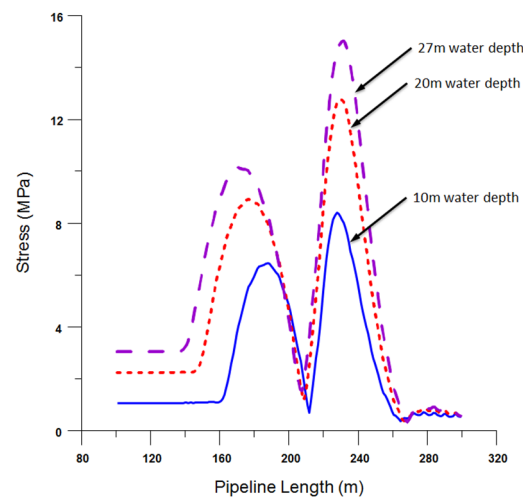 16
27m water depth
20m water depth
12
Stress (MPa)
8
10m water depth
4
0
80 120 160 200 240 280 320
Pipeline Length (m)